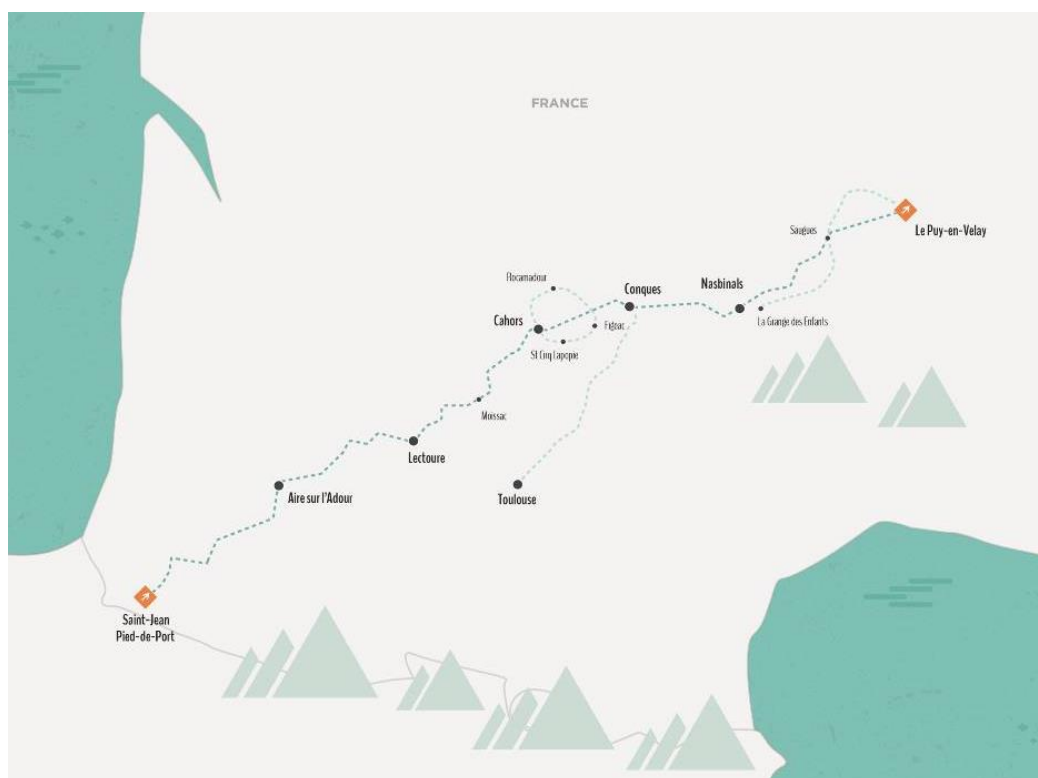 FRANCE
Le Puy-en-Velay
Saugues
Rocamadour
Conques
Nasbinals
Cahors
Figeac
La Grange des Enfants
St Cirq Lapopie
Moissac
Lectoure
Aire sur l'Adour
Toulouse
Saint-Jean
Pied-de-Port